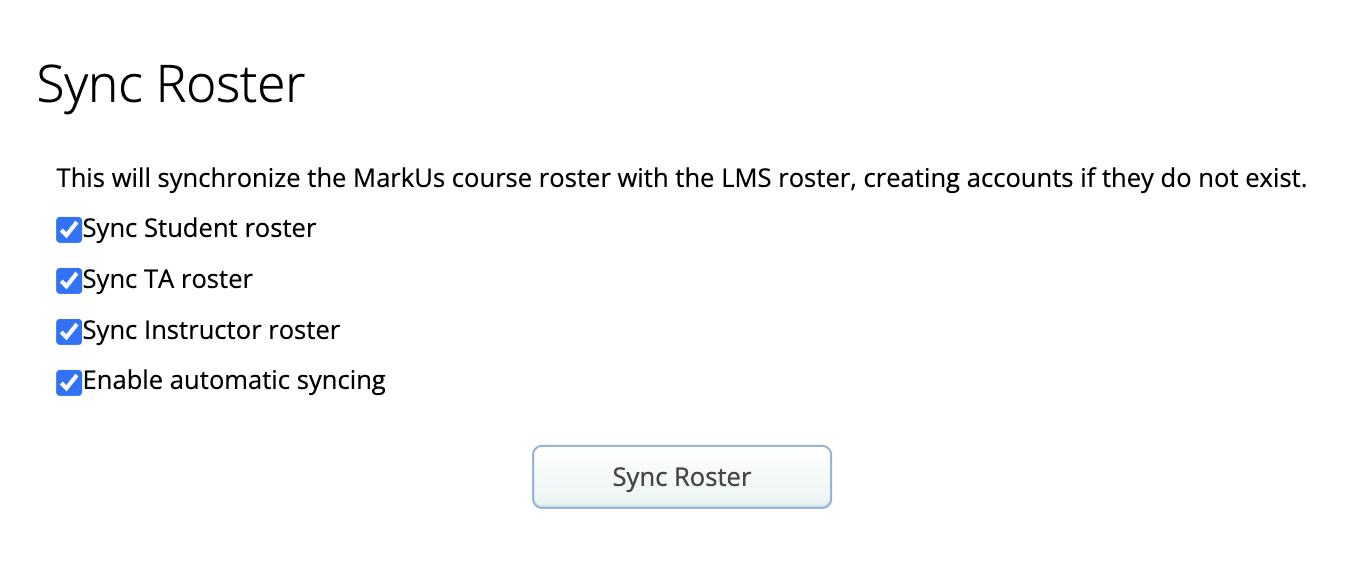 Sync Roster
This will synchronize the MarkUs course roster with the LMS roster, creating accounts if they do not exist.
Sync Student roster
Sync TA roster
Sync Instructor roster
Enable automatic syncing
Sync Roster